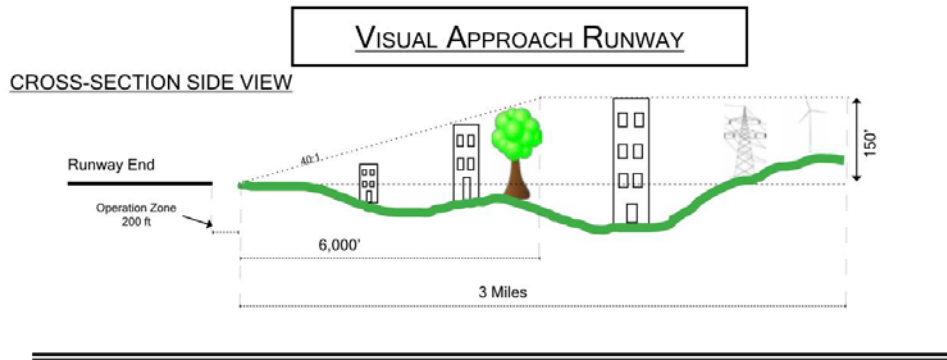 VISUAL APPROACH RUNWAY
CROSS-SECTION SIDE VIEW
40:1
150'
Runway End
Operation Zone
200 ft
6,000'
3 Miles